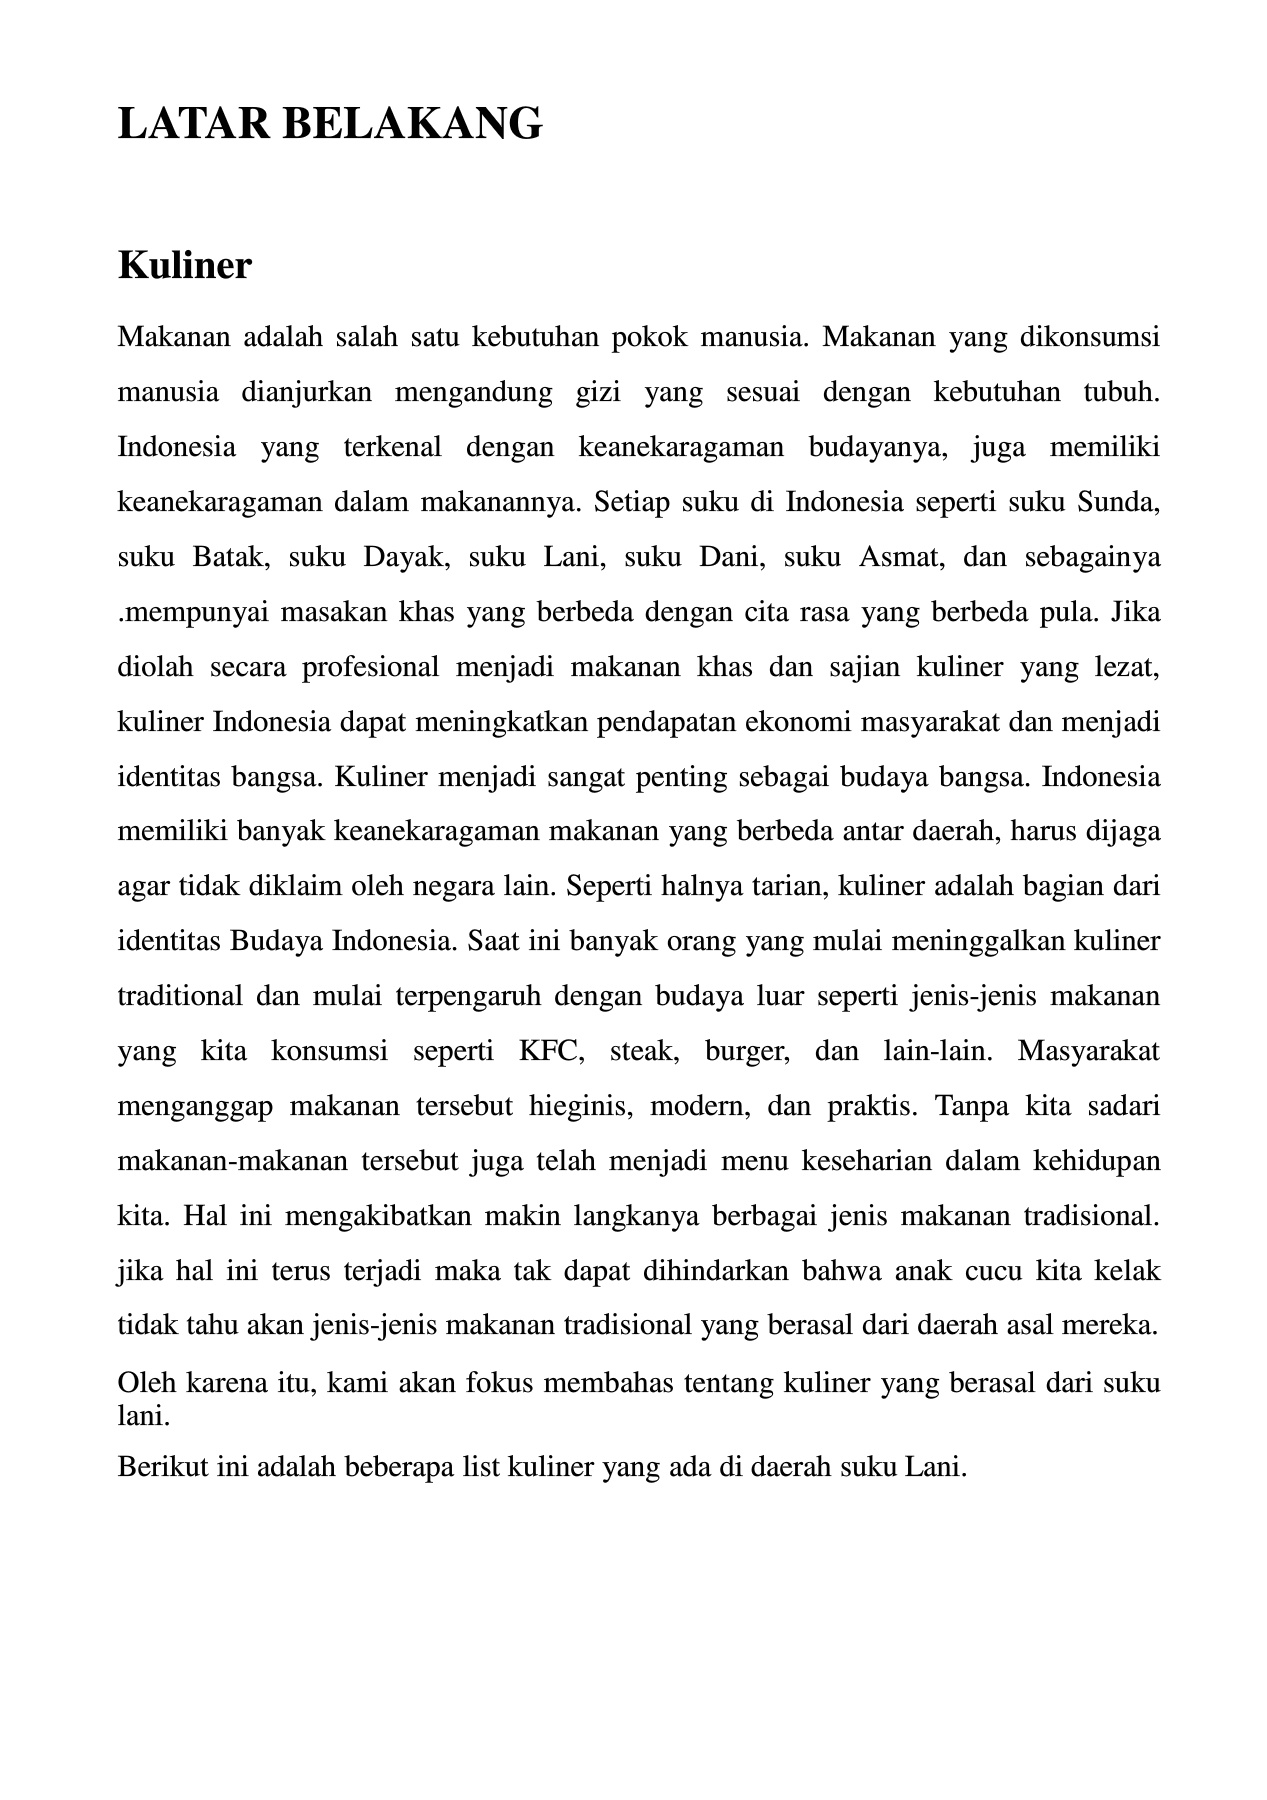 LATAR BELAKANG
Kuliner
Makanan adalah salah satu kebutuhan pokok manusia. Makanan yang dikonsumsi
manusia dianjurkan mengandung gizi yang sesuai dengan kebutuhan tubuh.
Indonesia yang terkenal dengan keanekaragaman budayanya, juga memiliki
keanekaragaman dalam makanannya. Setiap suku di Indonesia seperti suku Sunda,
suku Batak, suku Dayak, suku Lani, suku Dani, suku Asmat, dan sebagainya
.mempunyai masakan khas yang berbeda dengan cita rasa yang berbeda pula. Jika
diolah secara profesional menjadi makanan khas dan sajian kuliner yang lezat,
kuliner Indonesia dapat meningkatkan pendapatan ekonomi masyarakat dan menjadi
identitas bangsa. Kuliner menjadi sangat penting sebagai budaya bangsa. Indonesia
memiliki banyak keanekaragaman makanan yang berbeda antar daerah, harus dijaga
agar tidak diklaim oleh negara lain. Seperti halnya tarian, kuliner adalah bagian dari
identitas Budaya Indonesia. Saat ini banyak orang yang mulai meninggalkan kuliner
traditional dan mulai terpengaruh dengan budaya luar seperti jenis-jenis makanan
yang kita konsumsi seperti KFC, steak, burger, dan lain-lain. Masyarakat
menganggap makanan tersebut hieginis, modern, dan praktis. Tanpa kita sadari
makanan-makanan tersebut juga telah menjadi menu keseharian dalam kehidupan
kita. Hal ini mengakibatkan makin langkanya berbagai jenis makanan tradisional.
jika hal ini terus terjadi maka tak dapat dihindarkan bahwa anak cucu kita kelak
tidak tahu akan jenis-jenis makanan tradisional yang berasal dari daerah asal mereka.
Oleh karena itu, kami akan fokus membahas tentang kuliner yang berasal dari suku
lani.
Berikut ini adalah beberapa list kuliner yang ada di daerah suku Lani.